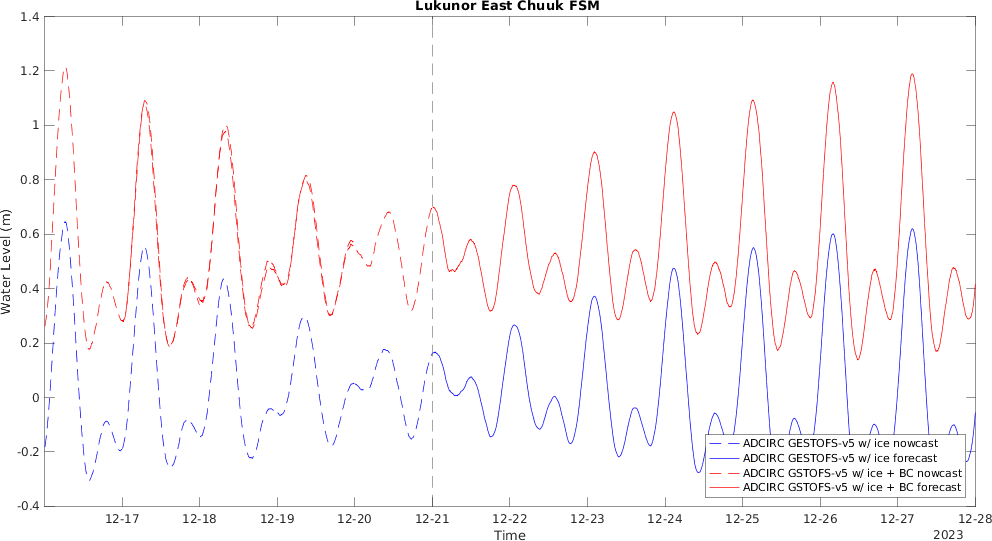 Lukunor East Chuuk FSM
1.4
1.2
1
0.8
0.6
0.4
0.2
0
-0.2
-0.4
Water Level (m)
ADCIRC GESTOFS-v5 w/ ice nowcast
ADCIRC GESTOFS-v5 w/ ice forecast
ADCIRC GSTOFS-v5 w/ ice + BC nowcast
ADCIRC GSTOFS-v5 w/ ice + BC forecast
12-17 12-18 12-19 12-20 12-21 12-22 12-23 12-24 12-25 12-26 12-27 12-28
Time
2023